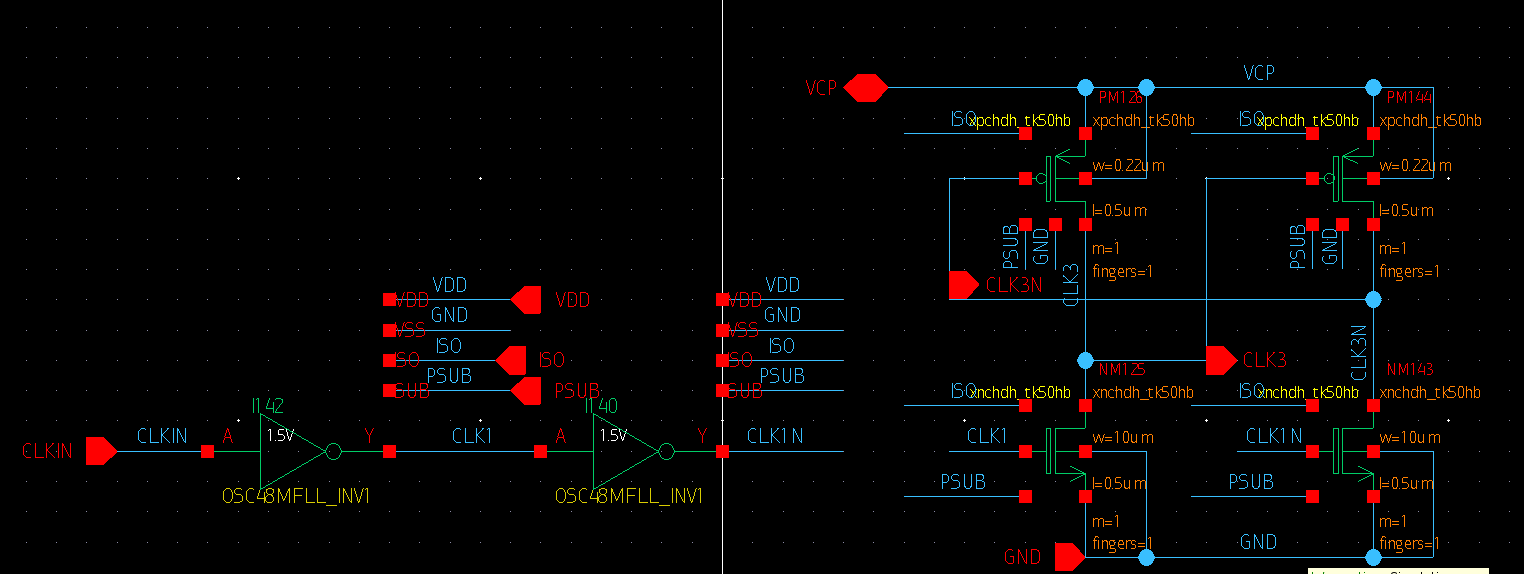 VCP
VCP
PM126
PM144
ISO
xpchdh_tk50hb
xpchdh_tk50hb
ISO
xpchdh_tk50hb
xpchdh_tk50hb
w=0.22um
w=0.22um
l=0.5um
l=0.5um
PSUB
GND
m=1
PSUB
GND
m=1
fingers=1
fingers=1
CLK3N
CLK3
VDD
VDD
VDD
VDD
VDD
GND
VSS
GND
VSS
CLK3N
ISO
ISO
ISO
ISO
ISO
CLK3
PSUB
SUB
PSUB
PSUB
SUB
NM125
NM143
ISO
xnchdh_tk50hb
xnchdh_tk50hb
ISO
xnchdh_tk50hb
xnchdh_tk50hb
I142
I140
CLKIN
CLKIN
A
1.5V
Y
CLK1
A
1.5V
Y
CLK1N
CLK1
w=10um
CLK1N
w=10um
OSC48MFLL_INV1
OSC48MFLL_INV1
PSUB
l=0.5um
PSUB
l=0.5um
m=1
m=1
fingers=1
fingers=1
GND
GND